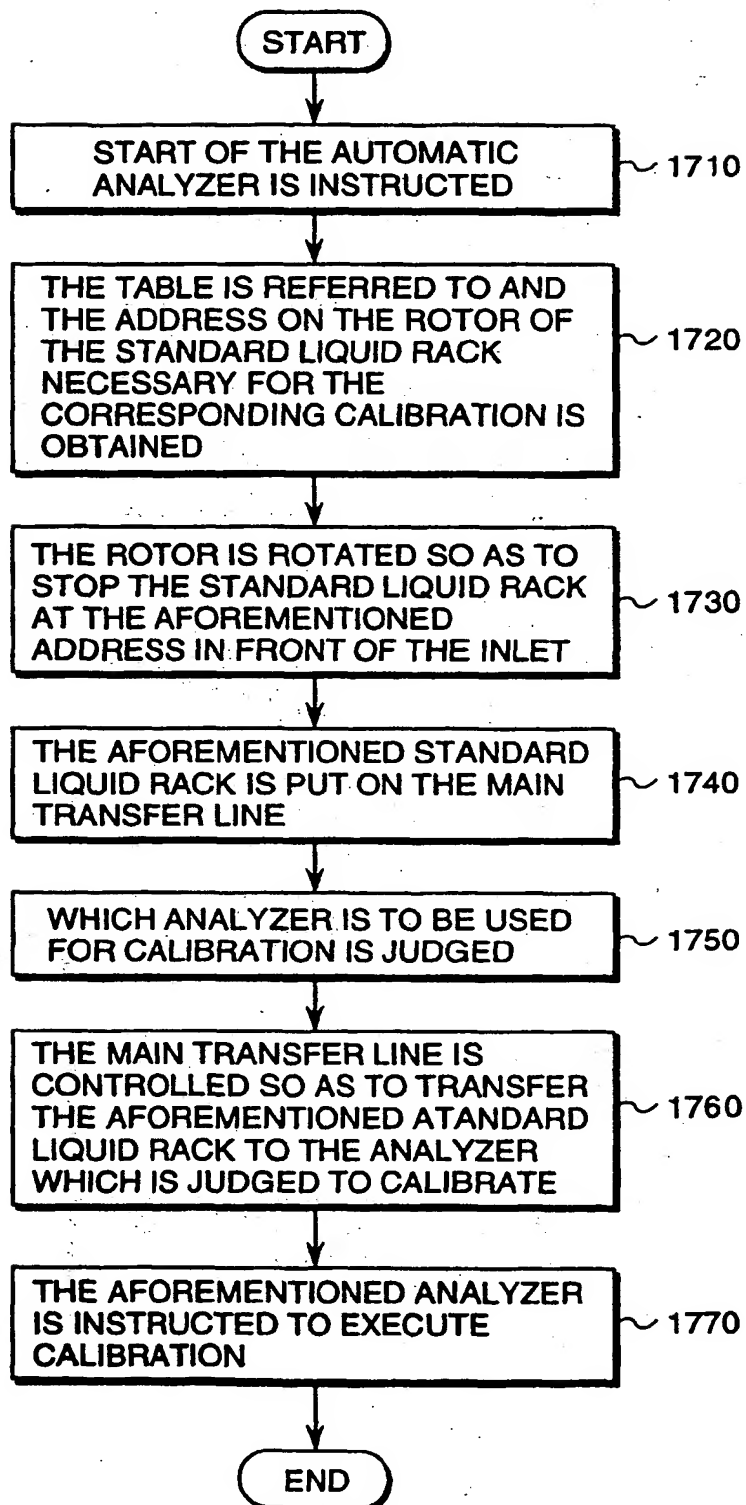 START
START OF THE AUTOMATIC
ANALYZER IS INSTRUCTED
1710
THE TABLE IS REFERRED TO AND
THE ADDRESS ON THE ROTOR OF
THE STANDARD LIQUID RACK
NECESSARY FOR THE
CORRESPONDING CALIBRATION IS
OBTAINED
1720
THE ROTOR IS ROTATED SO AS TO
STOP THE STANDARD LIQUID RACK
AT THE AFOREMENTIONED
ADDRESS IN FRONT OF THE INLET
1730
THE AFOREMENTIONED STANDARD
LIQUID RACK IS PUT ON THE MAIN
TRANSFER LINE
1740
WHICH ANALYZER IS TO BE USED
FOR CALIBRATION IS JUDGED
1750
THE MAIN TRANSFER LINE IS
CONTROLLED SO AS TO TRANSFER
THE AFOREMENTIONED ATANDARD
LIQUID RACK TO THE ANALYZER
WHICH IS JUDGED TO CALIBRATE
1760
THE AFOREMENTIONED ANALYZER
IS INSTRUCTED TO EXECUTE
CALIBRATION
1770
END